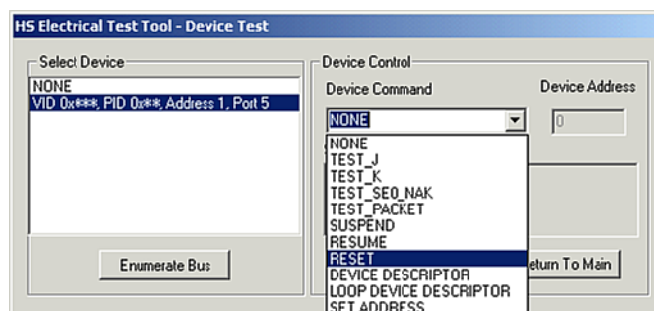 HS Electrical Test Tool - Device Test
Select Device
NONE
VID 0x***, PID 0x**, Address 1, Port 5
Enumerate Bus
Device Control
Device Command
Device Address
NONE
0
NONE
TEST_J
TEST_K
TEST_SE0_NAK
TEST_PACKET
SUSPEND
RESUME
RESET
DEVICE DESCRIPTOR
LOOP DEVICE DESCRIPTOR
SET ADDRESS
eturn To Main